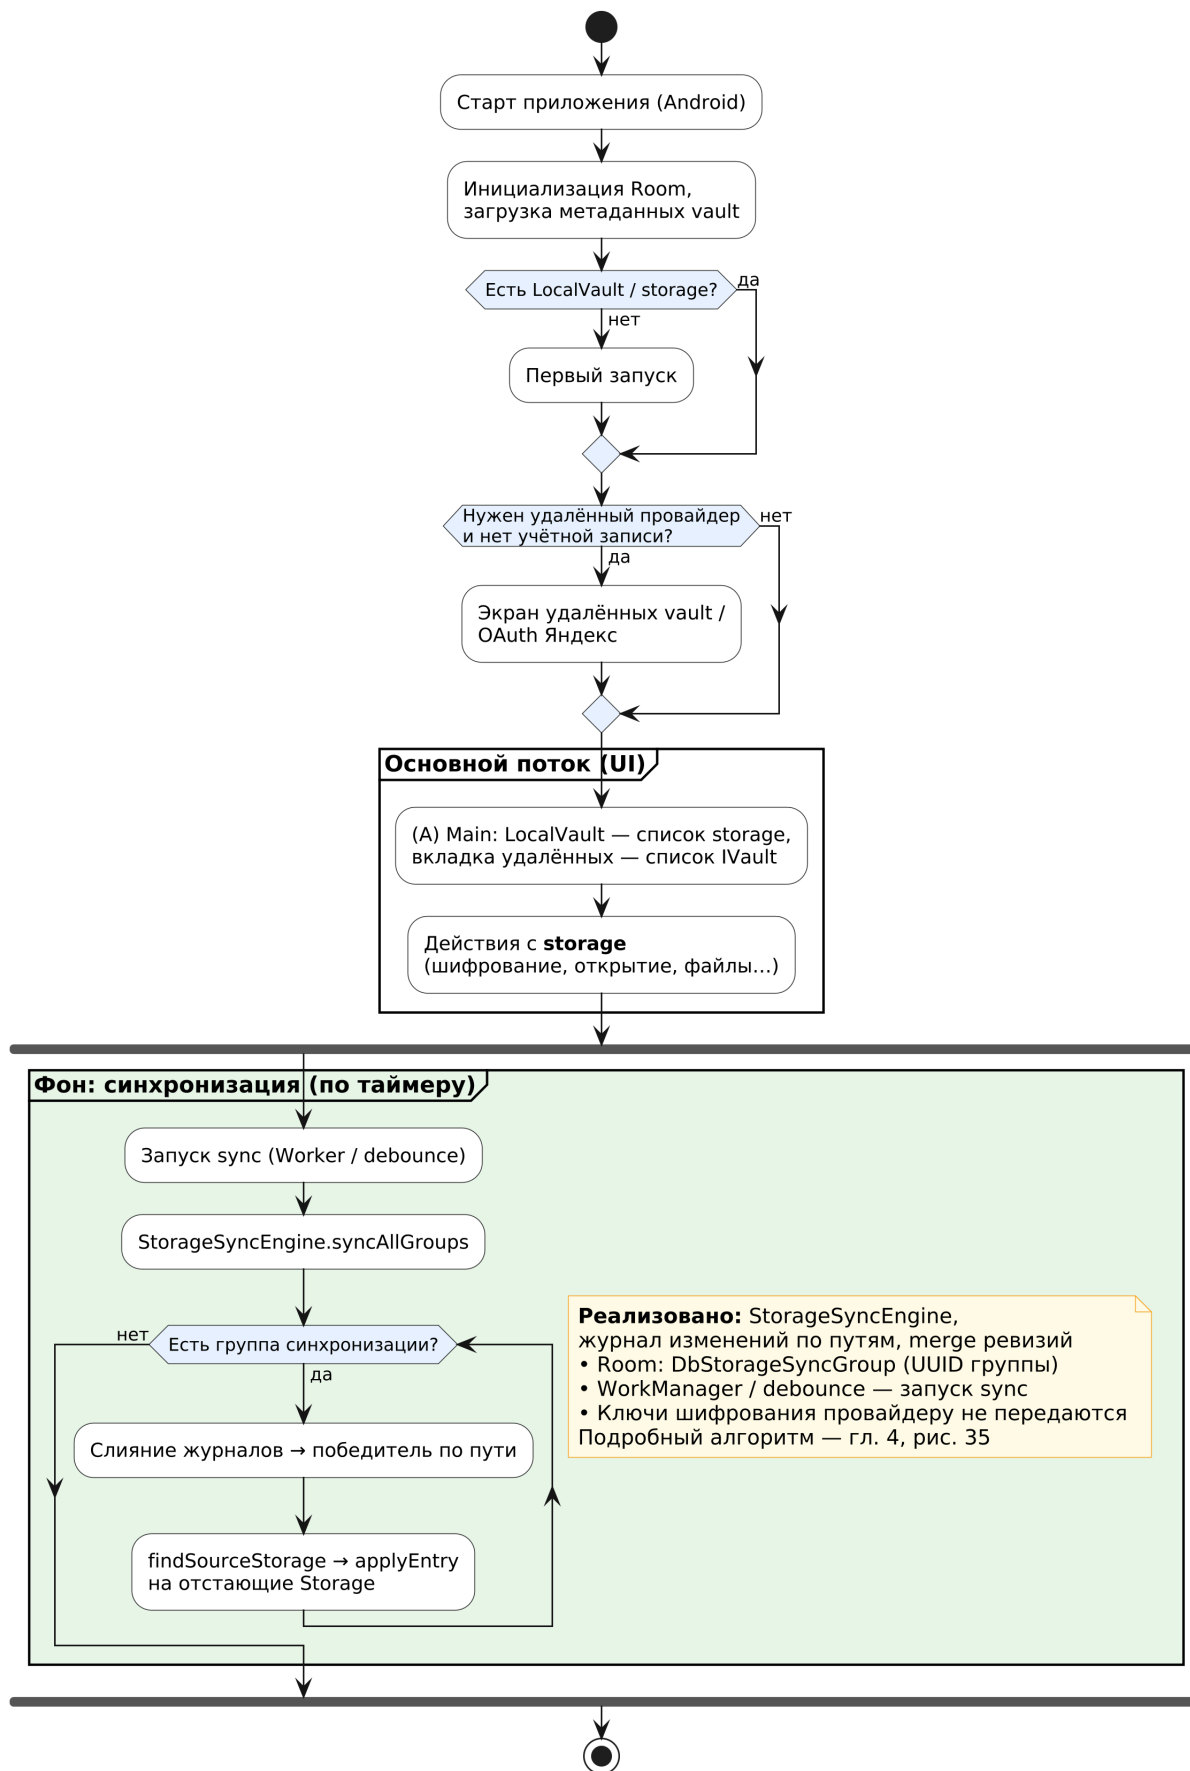 Старт приложения (Android)
Инициализация Room,
загрузка метаданных vault
Есть LocalVault / storage?
да
нет
Первый запуск
Нужен удалённый провайдер
и нет учётной записи?
нет
да
Экран удалённых vault /
OAuth Яндекс
Основной поток (UI)
(A) Main: LocalVault — список storage,
вкладка удалённых — список IVault
Действия с storage
(шифрование, открытие, файлы...)
Фон: синхронизация (по таймеру)
Запуск sync (Worker / debounce)
StorageSyncEngine.syncAllGroups
нет
Есть группа синхронизации?
да
Слияние журналов → победитель по пути
findSourceStorage → applyEntry
на отстающие Storage
Реализовано: StorageSyncEngine,
журнал изменений по путям, merge ревизий
• Room: DbStorageSyncGroup (UUID группы)
• WorkManager / debounce — запуск sync
• Ключи шифрования провайдеру не передаются
Подробный алгоритм — гл. 4, рис. 35